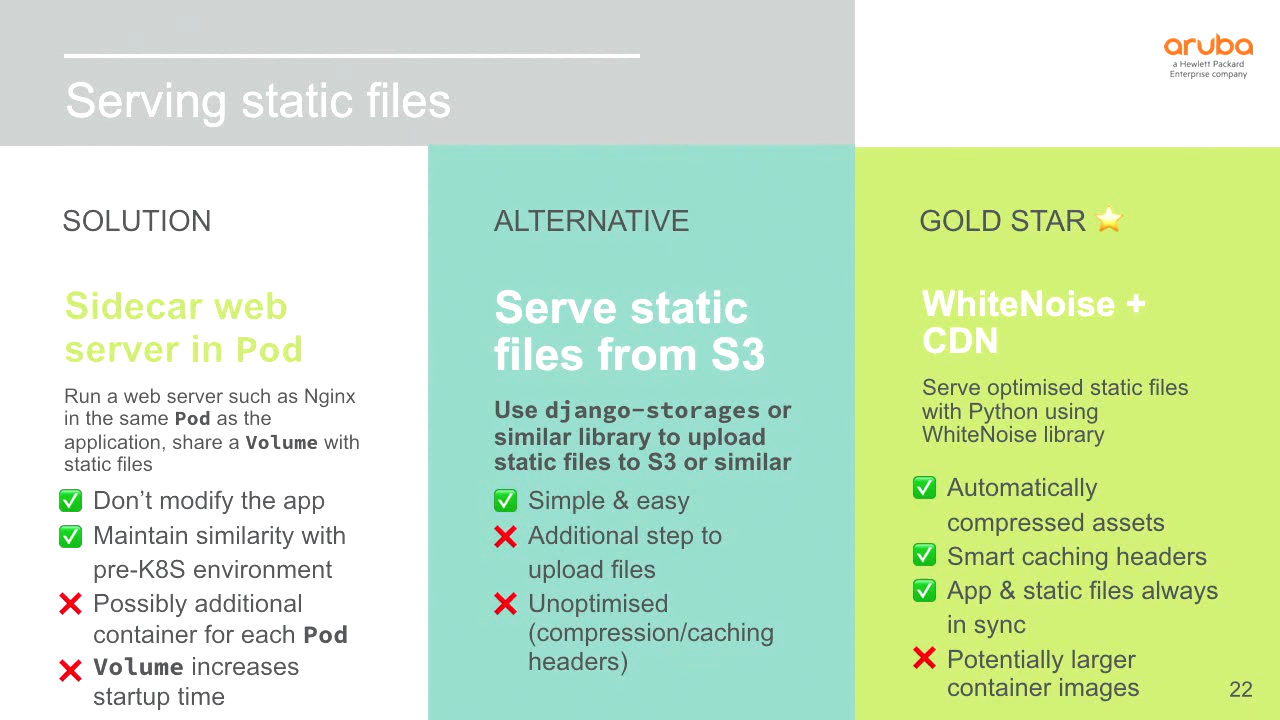 Serving static files
aruba
a Hewlett Packard
Enterprise company
SOLUTION
Sidecar web
server in Pod
Run a web server such as Nginx
in the same Pod as the
application, share a Volume with
static files
✅ Don’t modify the app
✅ Maintain similarity with
pre-K8S environment
❌ Possibly additional
container for each Pod
❌ Volume increases
startup time
ALTERNATIVE
Serve static
files from S3
Use django-storages or
similar library to upload
static files to S3 or similar
✅ Simple & easy
❌ Additional step to
upload files
❌ Unoptimised
(compression/caching
headers)
GOLD STAR ⭐
WhiteNoise +
CDN
Serve optimised static files
with Python using
WhiteNoise library
✅ Automatically
compressed assets
✅ Smart caching headers
✅ App & static files always
in sync
❌ Potentially larger
container images
22